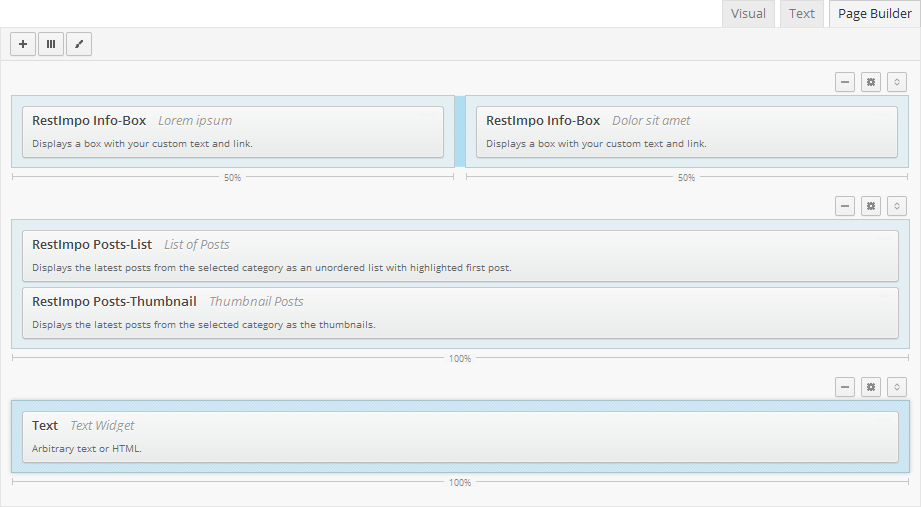 Visual Text Page Builder
RestImpo Info-Box Lorem ipsum
Displays a box with your custom text and link.
RestImpo Info-Box Dolor sit amet
Displays a box with your custom text and link.
50% 50%
RestImpo Posts-List List of Posts
Displays the latest posts from the selected category as an unordered list with highlighted first post.
RestImpo Posts-Thumbnail Thumbnail Posts
Displays the latest posts from the selected category as the thumbnails.
100%
Text Text Widget
Arbitrary text or HTML.
100%